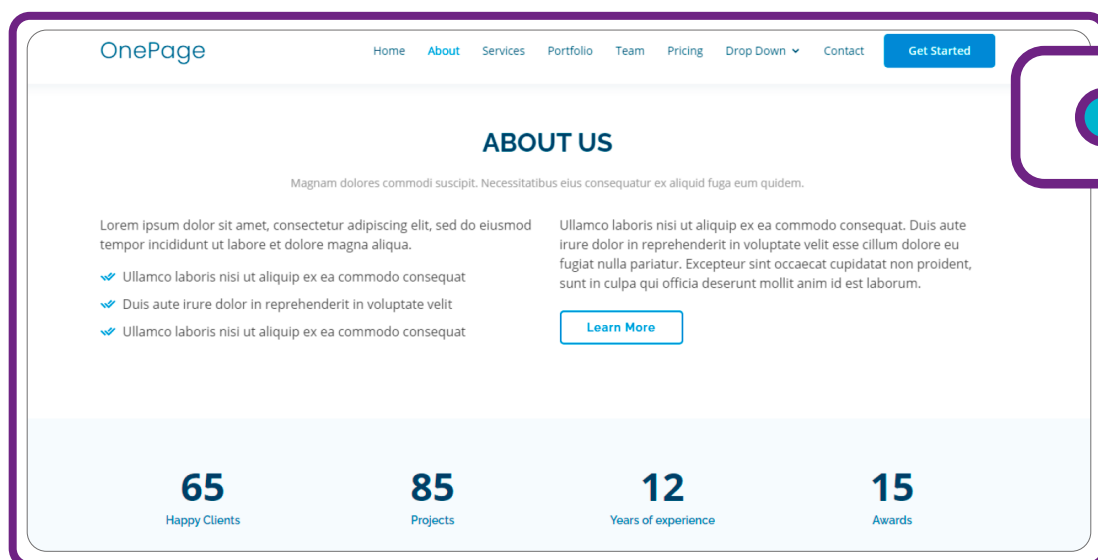 OnePage
Home About Services Portfolio Team Pricing Drop Down Contact Get Started
ABOUT US
Magnam dolores commodi suscipit. Necessitatibus eius consequatur ex aliquid fuga eum quidem.
Lorem ipsum dolor sit amet, consectetur adipiscing elit, sed do eiusmod
tempor incididunt ut labore et dolore magna aliqua.
Ullamco laboris nisi ut aliquip ex ea commodo consequat
Duis aute irure dolor in reprehenderit in voluptate velit
Ullamco laboris nisi ut aliquip ex ea commodo consequat
Ullamco laboris nisi ut aliquip ex ea commodo consequat. Duis aute
irure dolor in reprehenderit in voluptate velit esse cillum dolore eu
fugiat nulla pariatur. Excepteur sint occaecat cupidatat non proident,
sunt in culpa qui officia deserunt mollit anim id est laborum.
Learn More
65
Happy Clients
85
Projects
12
Years of experience
15
Awards